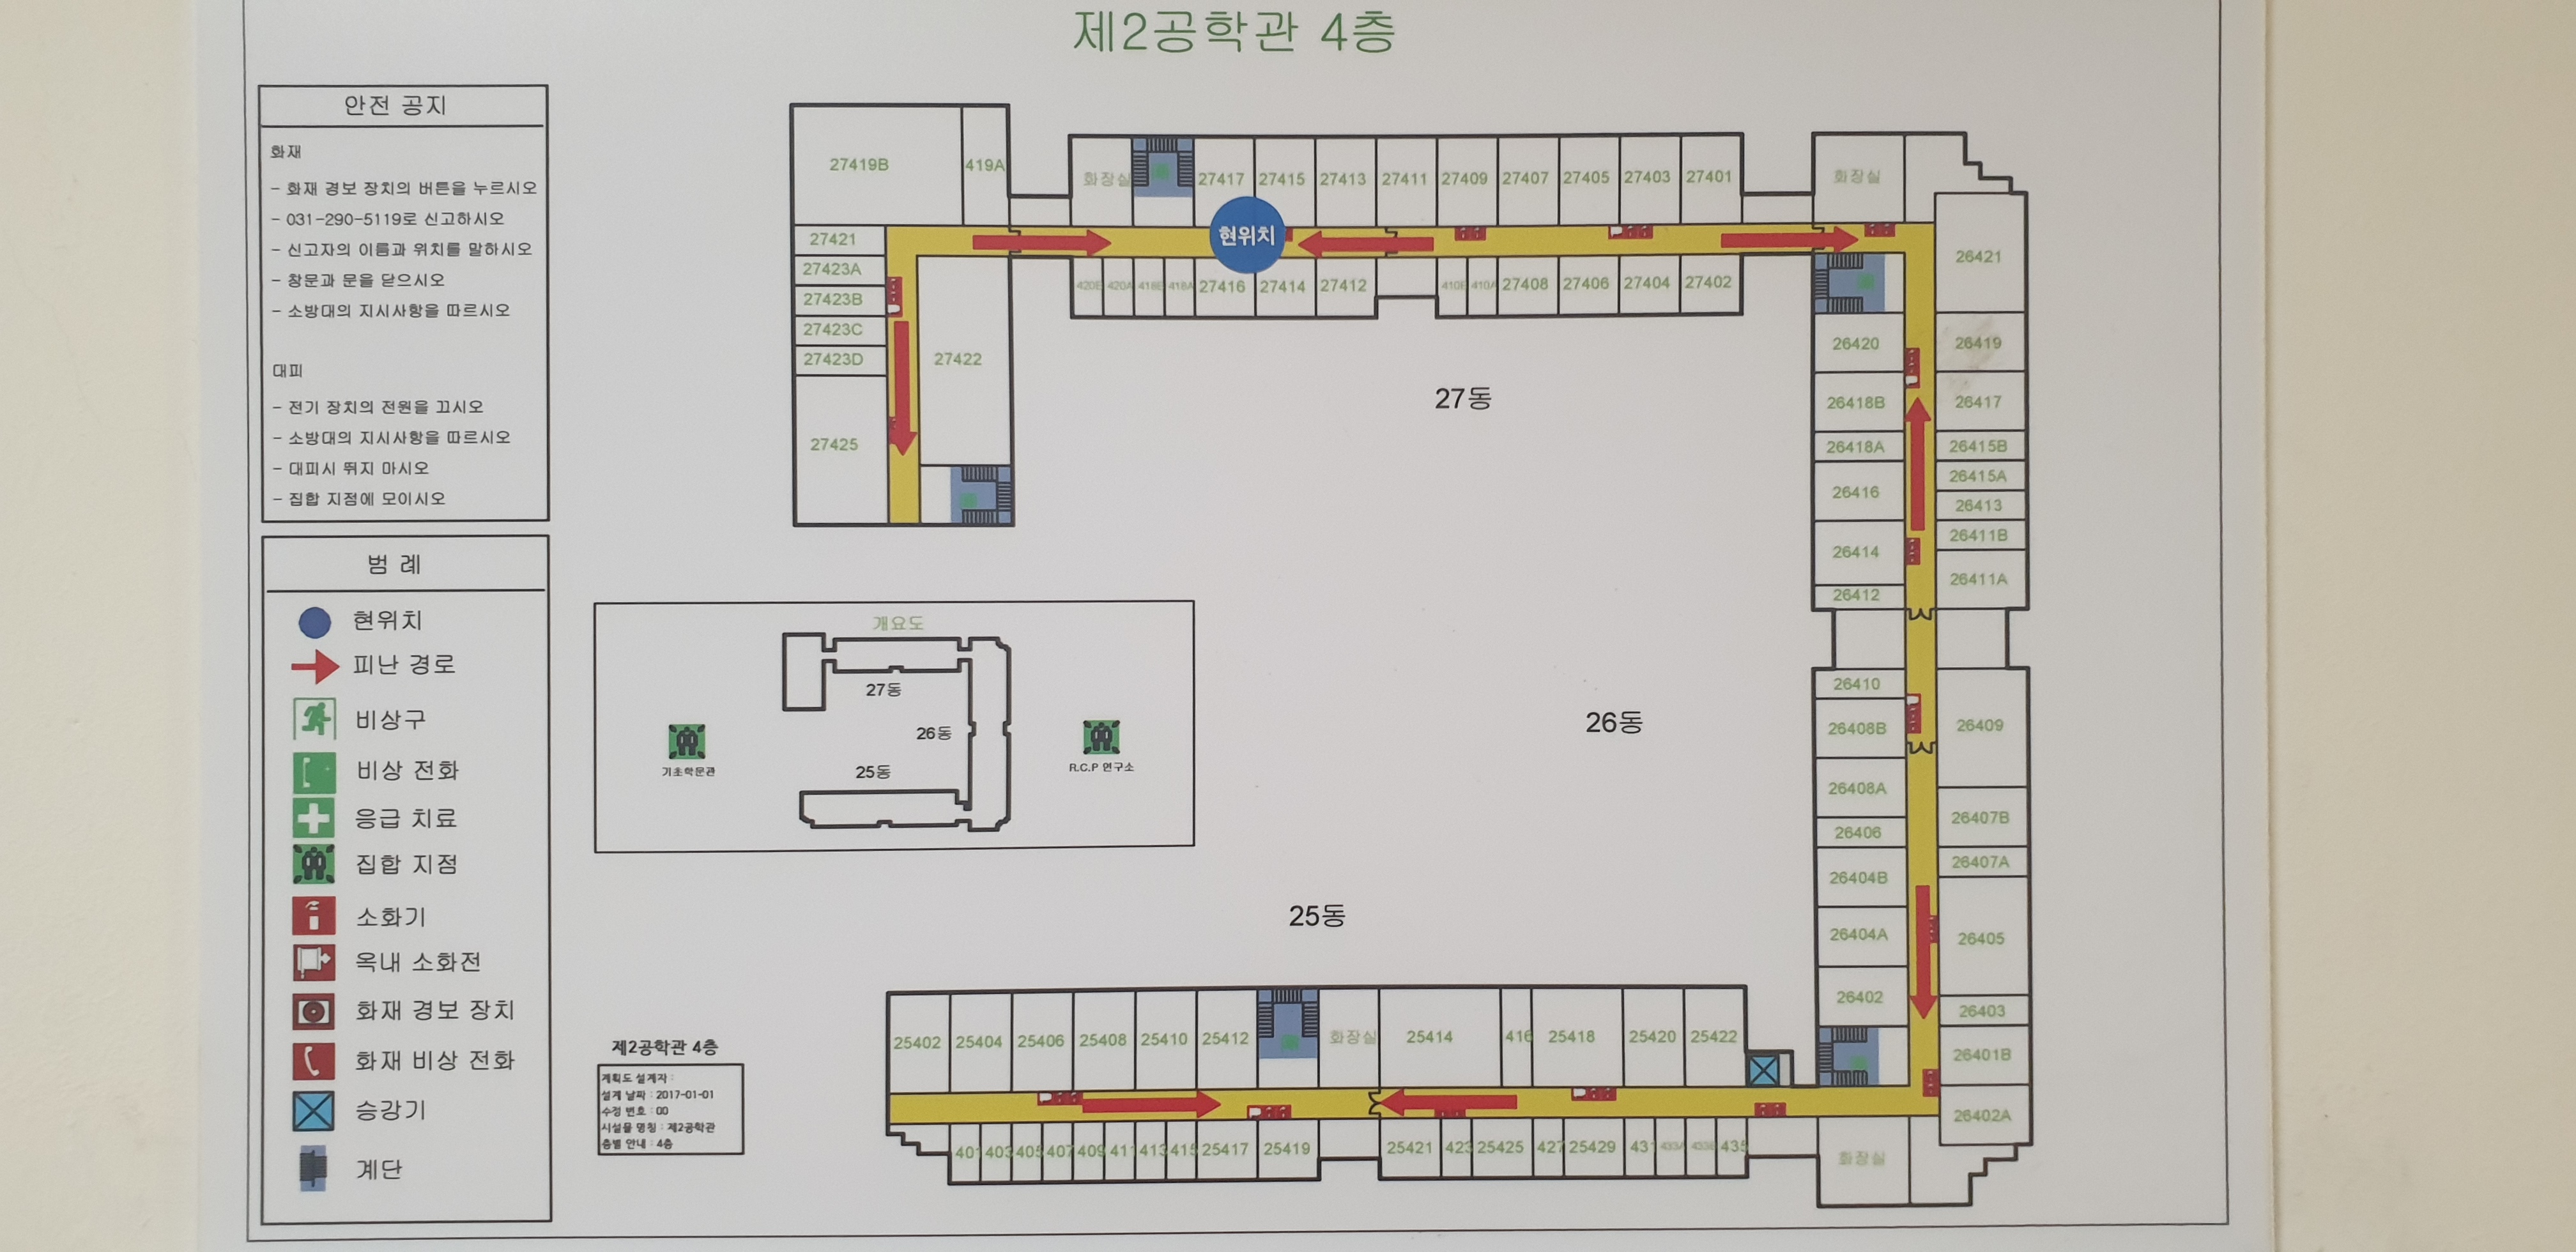 제2공학관 4층
안전 공지
화재
- 화재 경보 장치의 버튼을 누르시오
- 031-290-5119로 신고하시오
- 신고자의 이름과 위치를 말하시오
- 창문과 문을 닫으시오
- 소방대의 지시사항을 따르시오
대피
- 전기 장치의 전원을 끄시오
- 소방대의 지시사항을 따르시오
- 대피시 뛰지 마시오
- 집합 지점에 모이시오
범 례
현위치
피난 경로
비상구
비상 전화
응급 치료
집합 지점
소화기
옥내 소화전
화재 경보 장치
화재 비상 전화
승강기
계단
27419B
419A
27421
27423A
27423B
27423C
27423D
27425
27422
화장실
27417
27415
27413
27411
27409
27407
27405
27403
27401
현위치
420B
420A
418B
418A
27416
27414
27412
410B
410A
27408
27406
27404
27402
27동
화장실
26421
26420
26419
26418B
26417
26418A
26415B
26415A
26416
26413
26411B
26414
26411A
26412
26동
26410
26409
26408B
26408A
26407B
26406
26407A
26404B
26404A
26405
26402
26403
26401B
26402A
화장실
개요도
27동
26동
25동
기초학문관
R.C.P 연구소
25동
25402
25404
25406
25408
25410
25412
화장실
25414
416
25418
25420
25422
401
403
405
407
409
411
413
415
25417
25419
25421
423
25425
427
25429
431
433A
433B
435
제2공학관 4층
계획도 설계자 :
설계 날짜 : 2017-01-01
수정 번호 : 00
시설물 명칭 : 제2공학관
층별 안내 : 4층